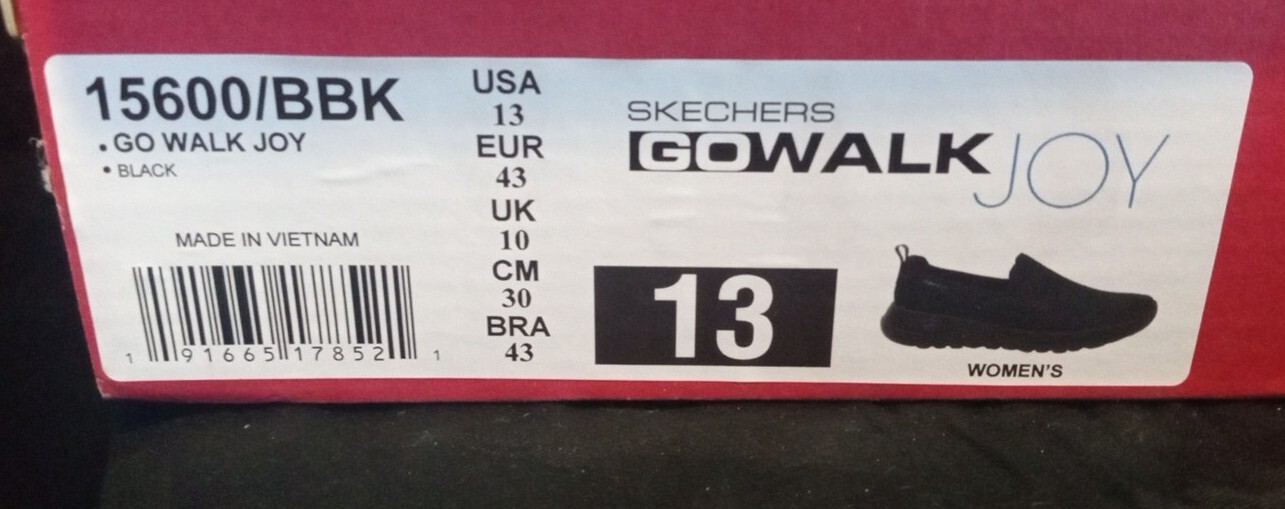 15600/BBK
• GO WALK JOY
• BLACK
MADE IN VIETNAM
1 91665 17852 1
USA
13
EUR
43
UK
10
CM
30
BRA
43
SKECHERS
GOWALK JOY
13
WOMEN'S